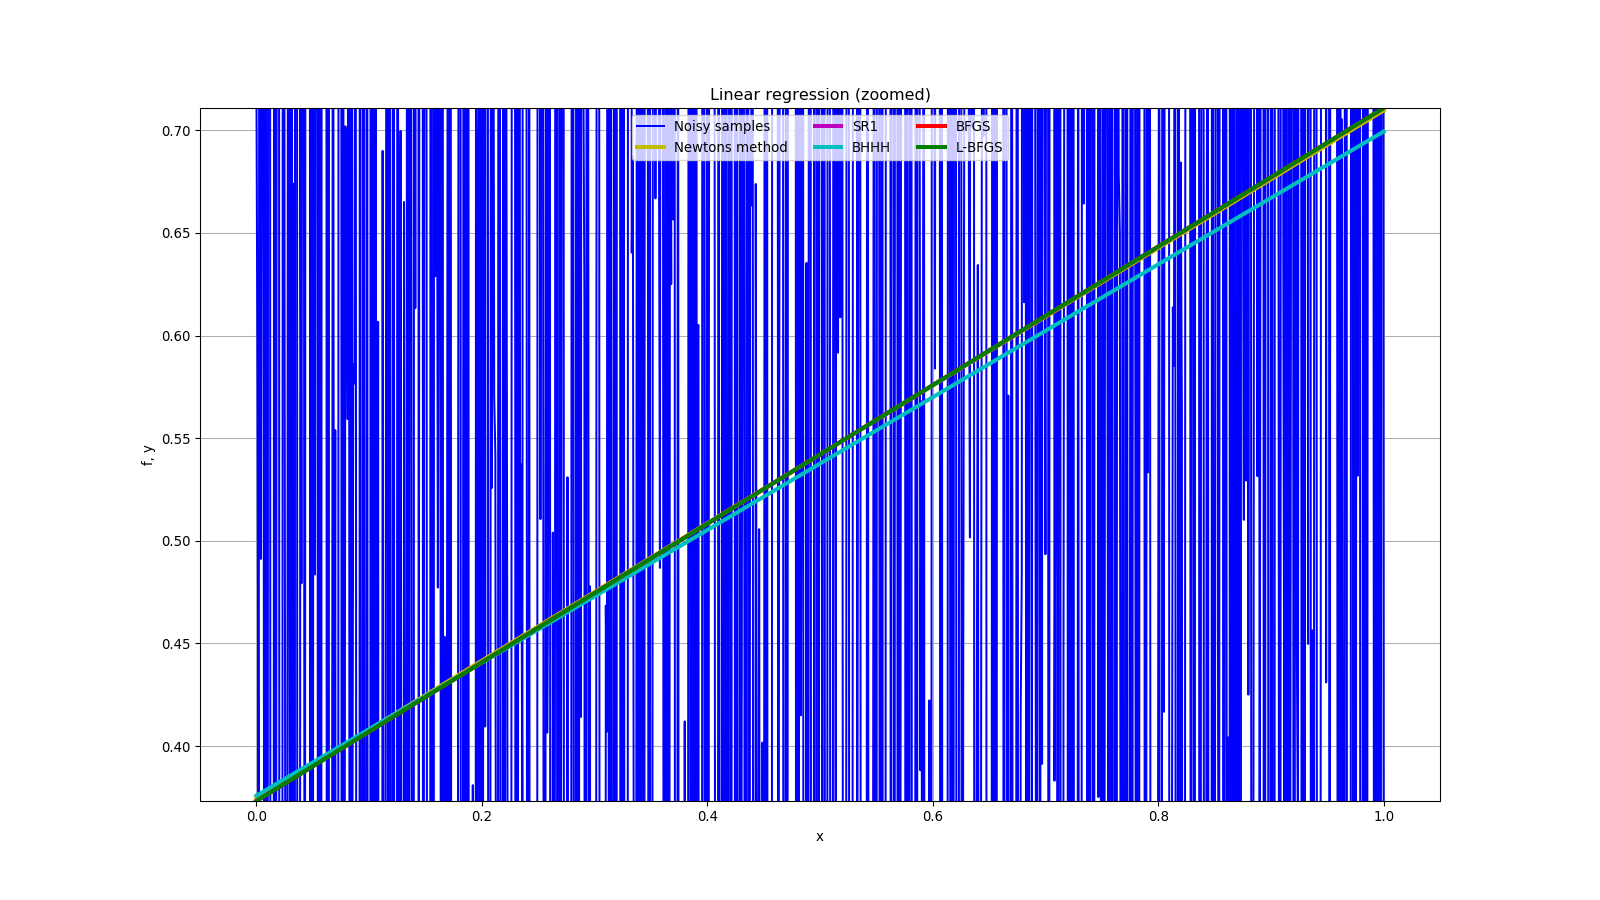 Linear regression (zoomed)
Noisy samples SR1 BFGS
Newtons method BHHH L-BFGS
0.70
0.65
0.60
0.55
f, y
0.50
0.45
0.40
0.0 0.2 0.4 0.6 0.8 1.0
x